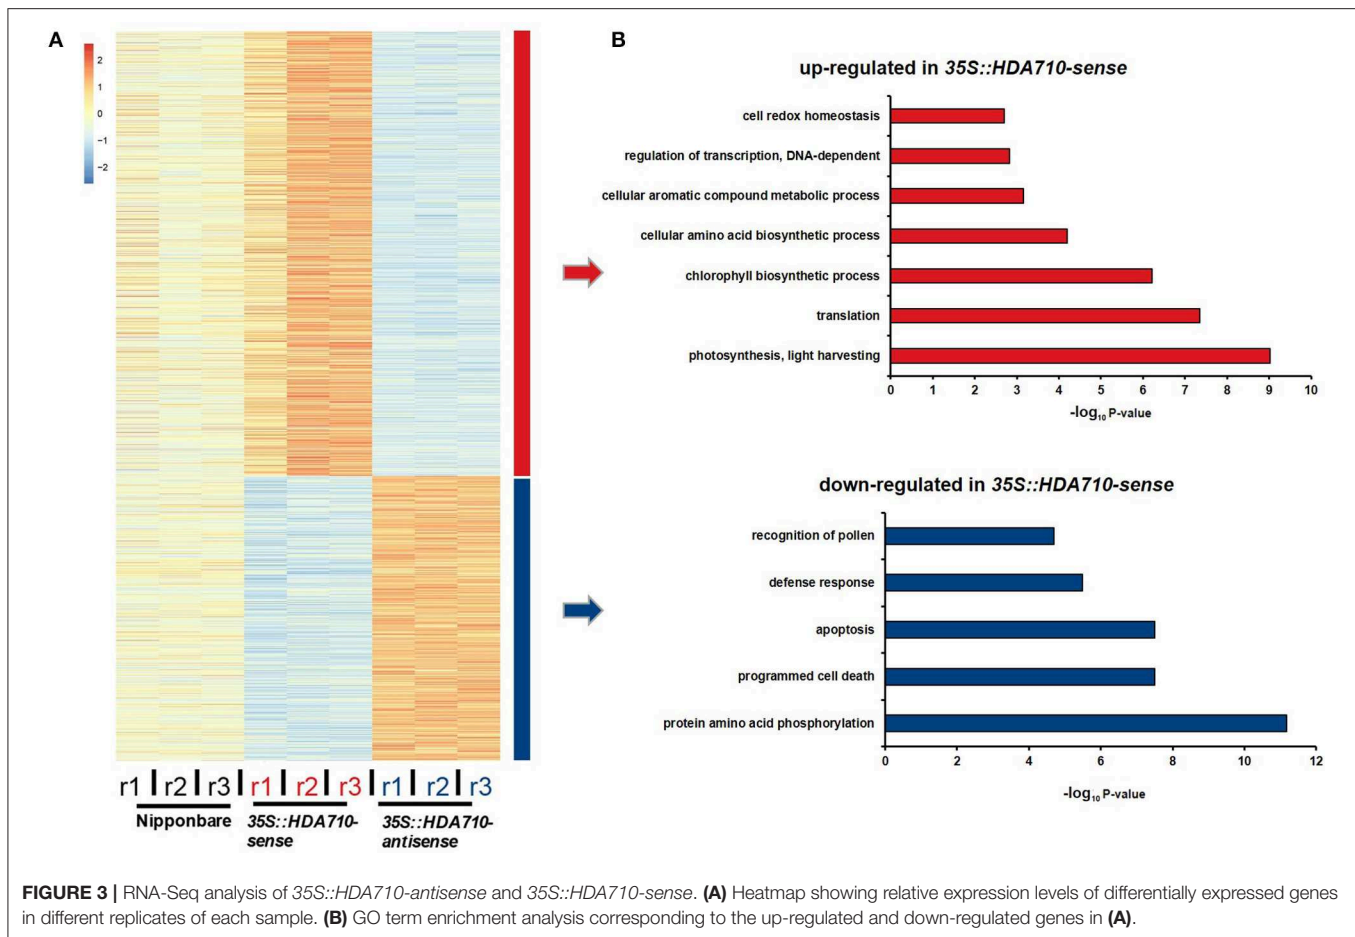 A
2
1
0
−1
−2
r1 r2 r3 r1 r2 r3 r1 r2 r3
Nipponbare
35S::HDA710-
sense
35S::HDA710-
antisense
B
up-regulated in 35S::HDA710-sense
cell redox homeostasis
regulation of transcription, DNA-dependent
cellular aromatic compound metabolic process
cellular amino acid biosynthetic process
chlorophyll biosynthetic process
translation
photosynthesis, light harvesting
0 1 2 3 4 5 6 7 8 9 10
-log10 P-value
down-regulated in 35S::HDA710-sense
recognition of pollen
defense response
apoptosis
programmed cell death
protein amino acid phosphorylation
0 2 4 6 8 10 12
-log10 P-value
FIGURE 3 | RNA-Seq analysis of 35S::HDA710-antisense and 35S::HDA710-sense. (A) Heatmap showing relative expression levels of differentially expressed genes
in different replicates of each sample. (B) GO term enrichment analysis corresponding to the up-regulated and down-regulated genes in (A).